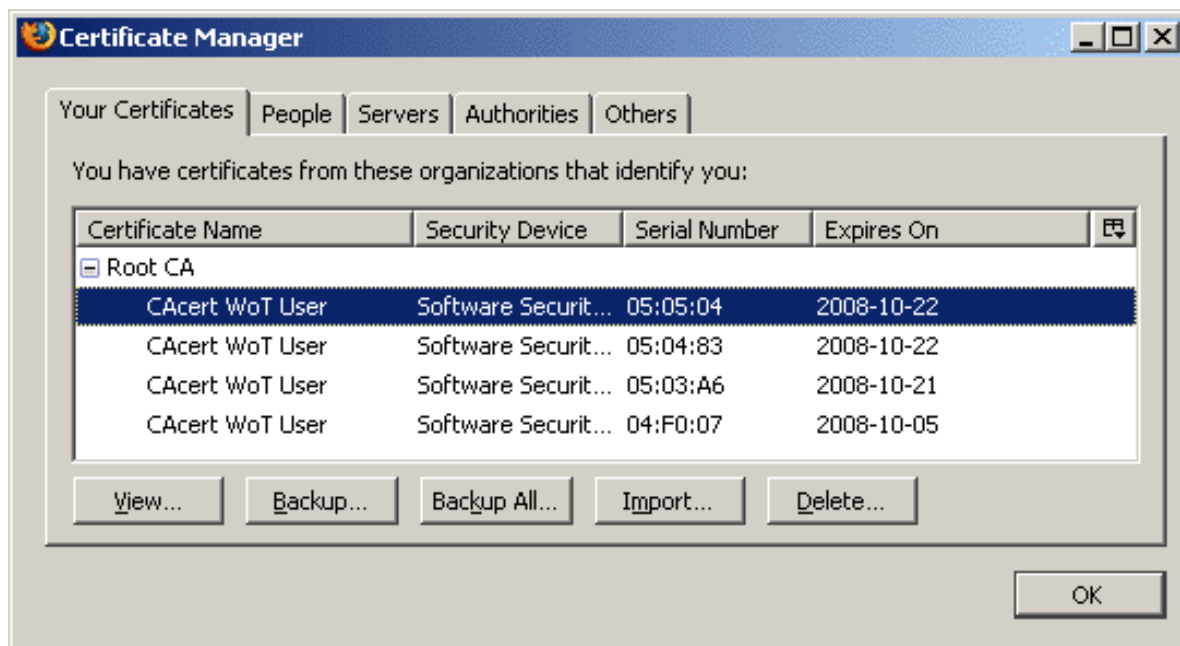 Certificate Manager
Your Certificates People Servers Authorities Others
You have certificates from these organizations that identify you:
Certificate Name Security Device Serial Number Expires On
Root CA
CAcert WoT User Software Securit... 05:05:04 2008-10-22
CAcert WoT User Software Securit... 05:04:83 2008-10-22
CAcert WoT User Software Securit... 05:03:A6 2008-10-21
CAcert WoT User Software Securit... 04:F0:07 2008-10-05
View... Backup... Backup All... Import... Delete...
OK